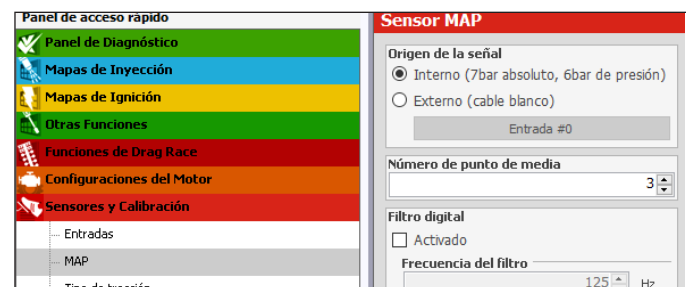 Panel de acceso rápido
Panel de Diagnóstico
Mapas de Inyección
Mapas de Ignición
Otras Funciones
Funciones de Drag Race
Configuraciones del Motor
Sensores y Calibración
Entradas
MAP
Tipo de tracción
Sensor MAP
Origen de la señal
Interno (7bar absoluto, 6bar de presión)
Externo (cable blanco)
Entrada #0
Número de punto de media
3
Filtro digital
Activado
Frecuencia del filtro
125 Hz